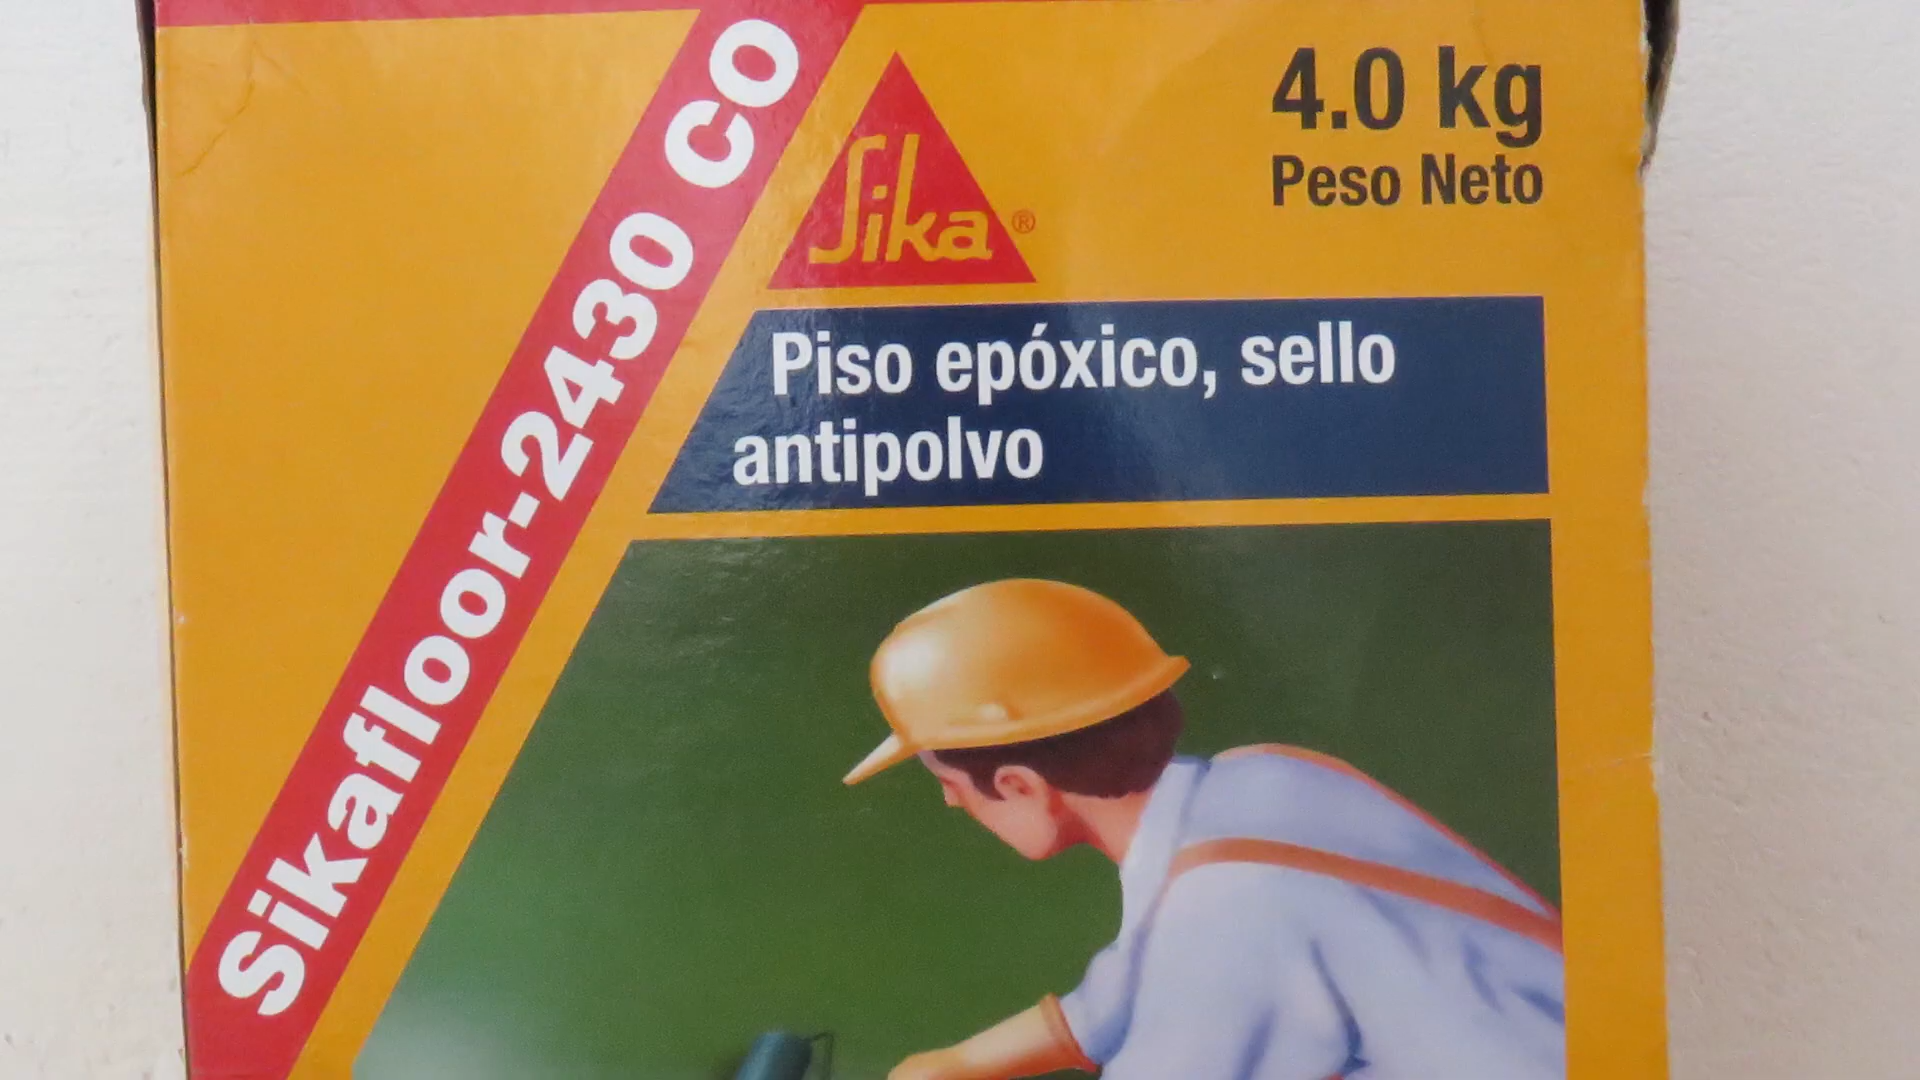 Sikafloor-2430 CO
Sika®
4.0 kg
Peso Neto
Piso epóxico, sello
antipolvo